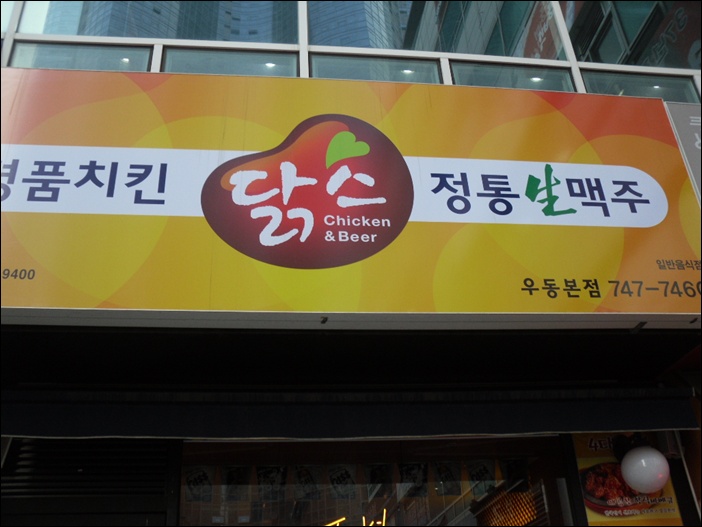 명품치킨
닭스
Chicken
& Beer
정통生맥주
9400
일반음식점
우동본점 747-7460